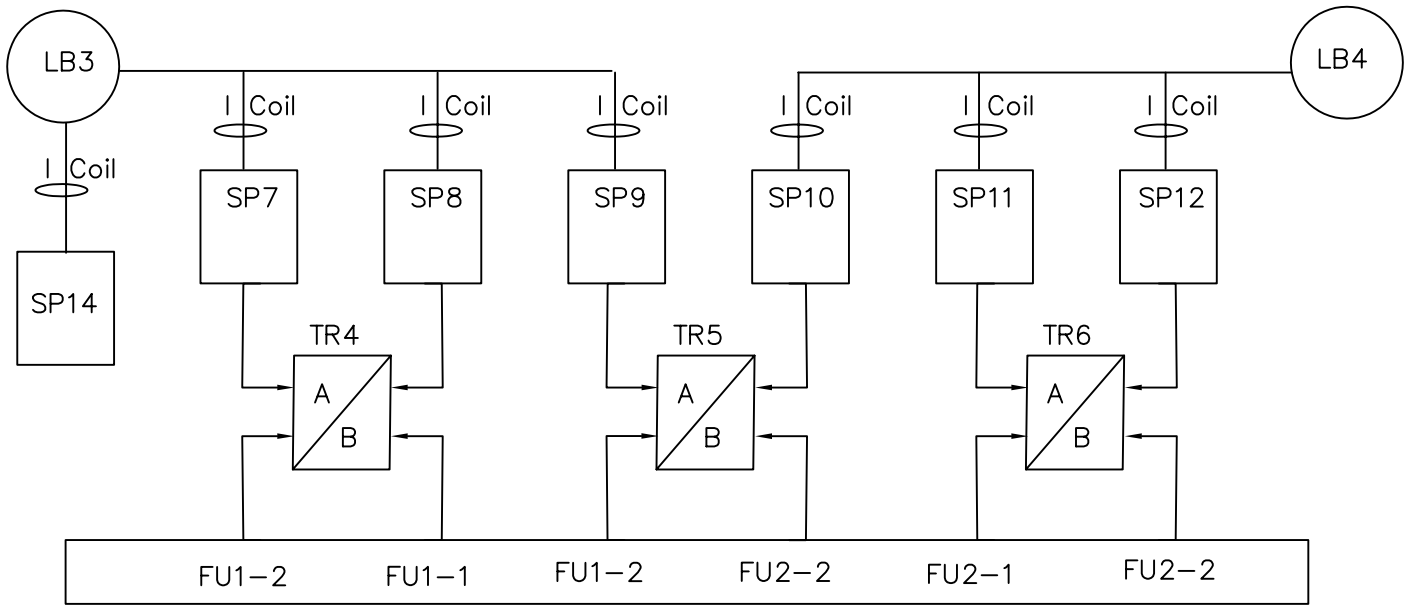 LB3
LB4
I Coil
I Coil
I Coil
I Coil
I Coil
I Coil
I Coil
SP7
SP8
SP9
SP10
SP11
SP12
SP14
TR4
TR5
TR6
A
B
A
B
A
B
FU1-2
FU1-1
FU1-2
FU2-2
FU2-1
FU2-2